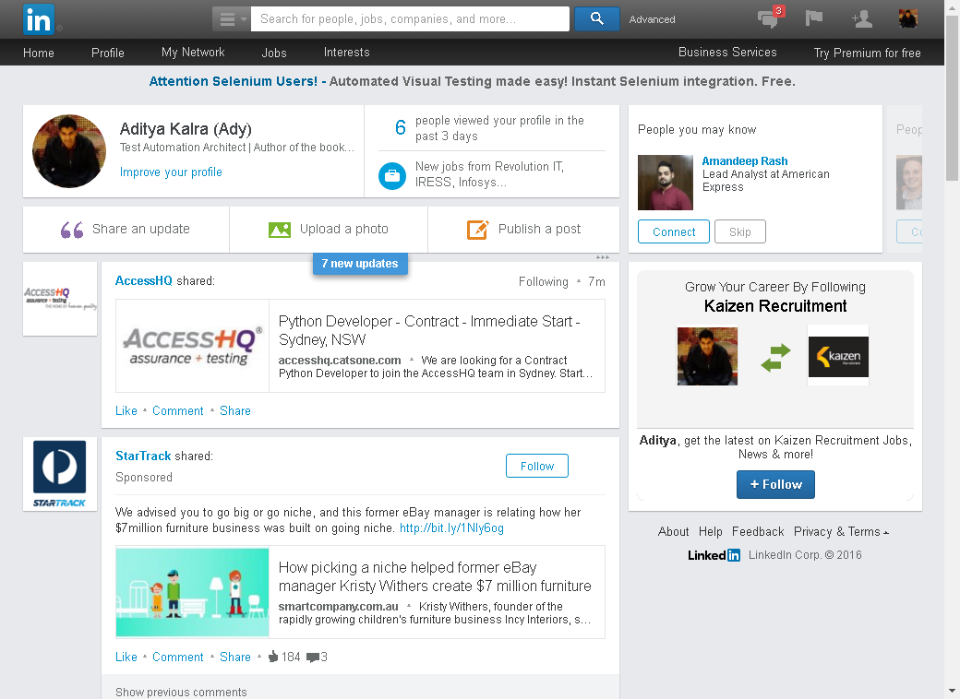 in
Search for people, jobs, companies, and more...
Advanced
3
Home Profile My Network Jobs Interests Business Services Try Premium for free
Attention Selenium Users! - Automated Visual Testing made easy! Instant Selenium integration. Free.
Aditya Kalra (Ady)
Test Automation Architect | Author of the book...
Improve your profile
6 people viewed your profile in the
past 3 days
New jobs from Revolution IT,
IRESS, Infosys...
People you may know
Amandeep Rash
Lead Analyst at American
Express
Connect Skip
Share an update Upload a photo Publish a post
7 new updates
ACCESSHQ
assurance + testing
AccessHQ shared:
Following • 7m
ACCESSHQ®
assurance + testing
Python Developer - Contract - Immediate Start -
Sydney, NSW
accesshq.catsone.com • We are looking for a Contract
Python Developer to join the AccessHQ team in Sydney. Start...
Like • Comment • Share
Grow Your Career By Following
Kaizen Recruitment
kaizen
Aditya, get the latest on Kaizen Recruitment Jobs,
News & more!
+ Follow
About Help Feedback Privacy & Terms
Linked in LinkedIn Corp. © 2016
STARTRACK
StarTrack shared:
Sponsored
Follow
We advised you to go big or go niche, and this former eBay manager is relating how her
$7million furniture business was built on going niche. http://bit.ly/1Nly6og
How picking a niche helped former eBay
manager Kristy Withers create $7 million furniture
smartcompany.com.au • Kristy Withers, founder of the
rapidly growing children's furniture business Incy Interiors, s...
Like • Comment • Share • 184 3
Show previous comments